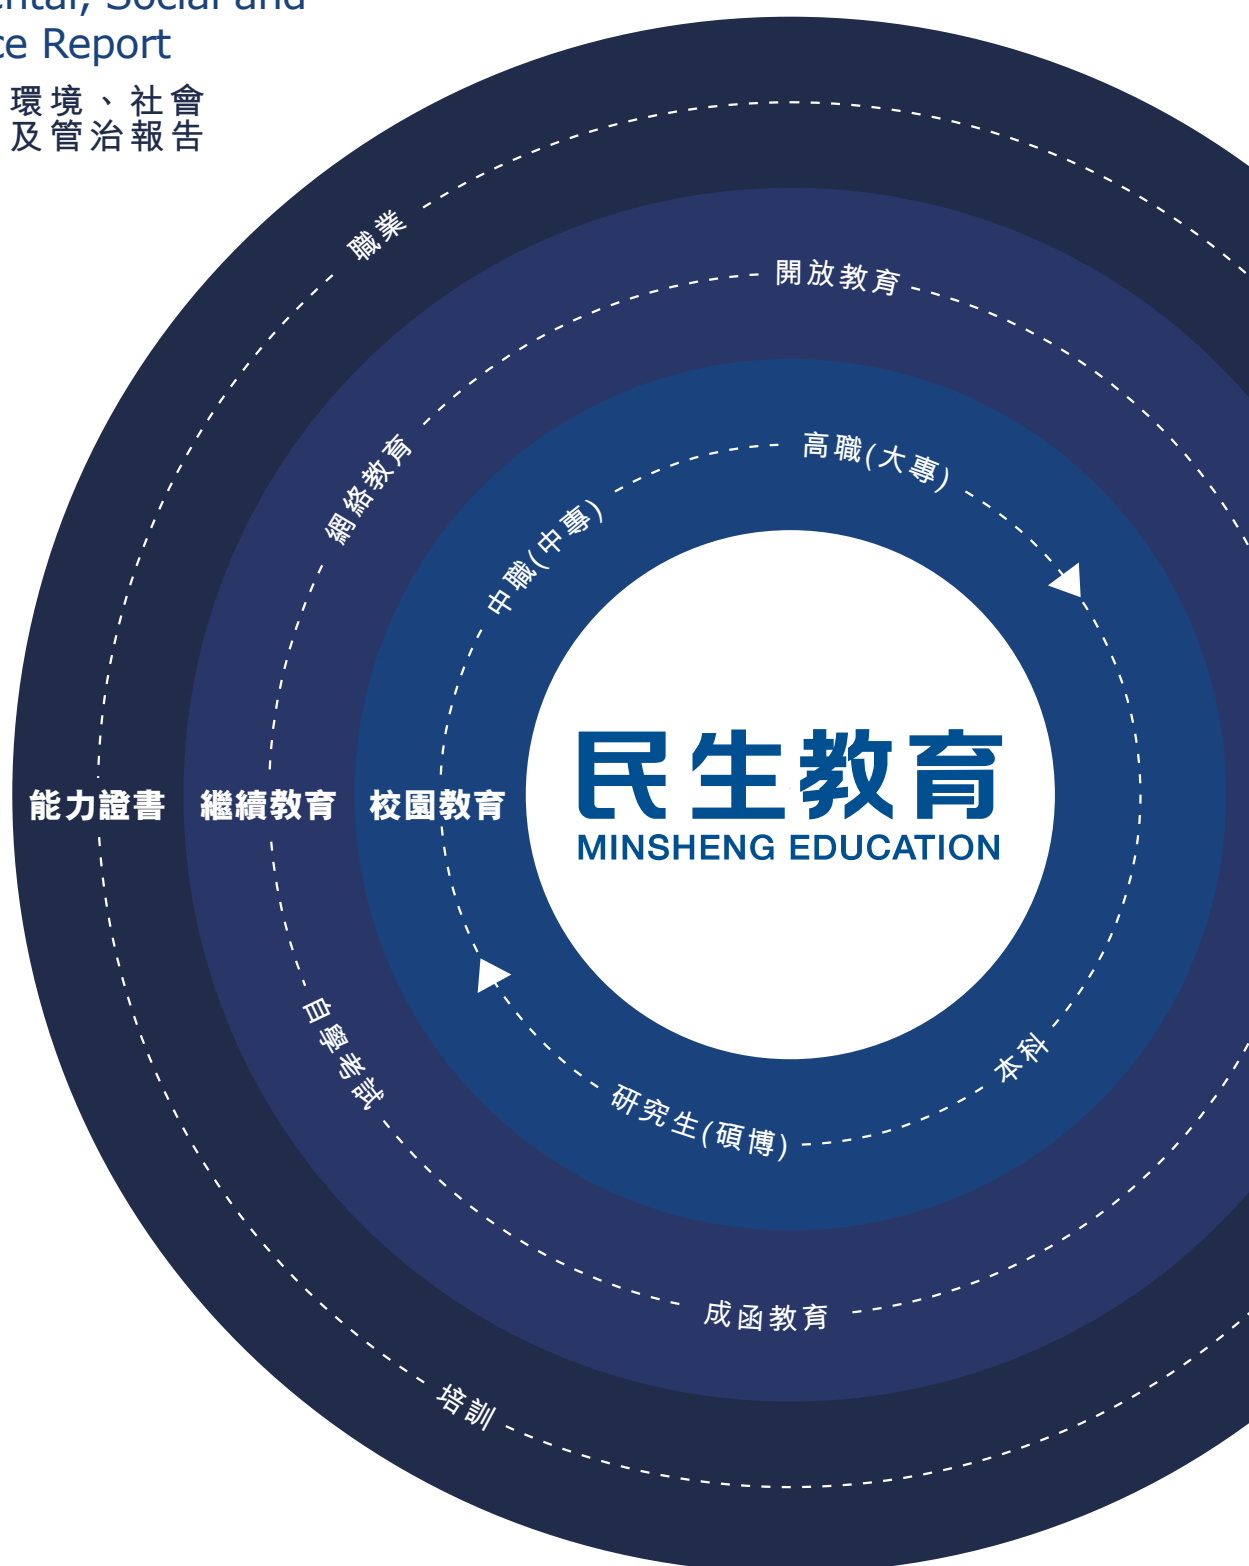 ental, Social and
ce Report
環境、社會
及管治報告
職業
開放教育
網絡教育
高職(大專)
中職(中專)
民生教育
MINSHENG EDUCATION
能力證書
繼續教育
校園教育
自學考試
本科
研究生(碩博)
成函教育
培訓